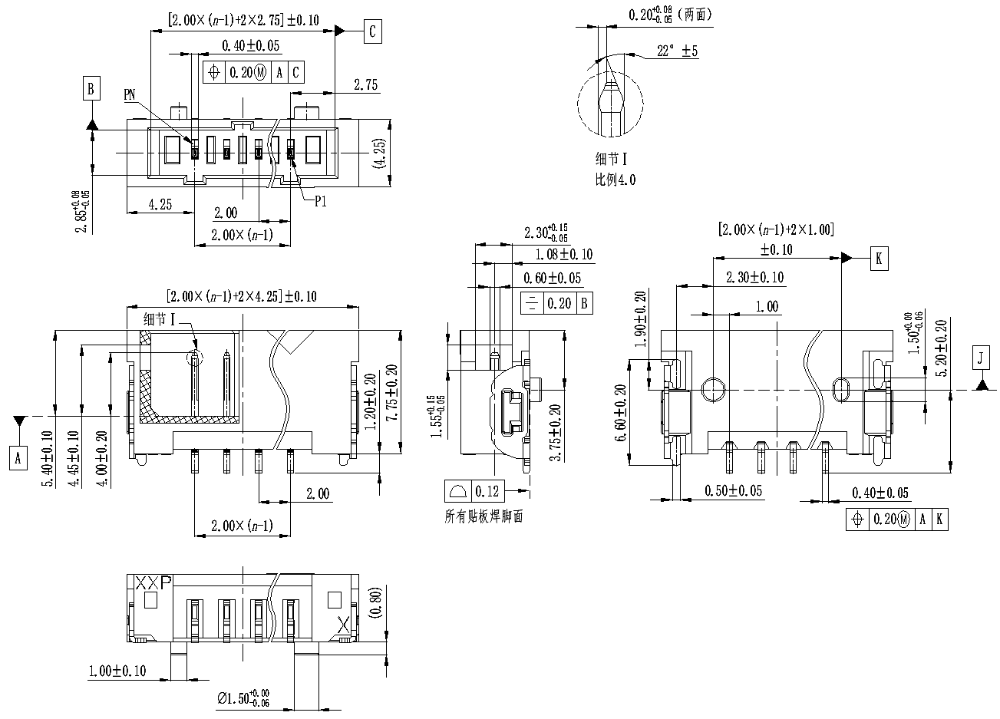 [2.00×(n-1)+2×2.75]±0.10
C
0.40±0.05
0.20Ⓜ A C
B
PN
2.75
(4.25)
2.85+0.08-0.05
4.25
2.00
P1
2.00×(n-1)
0.20+0.08-0.05(两面)
22°±5
细节I
比例4.0
[2.00×(n-1)+2×4.25]±0.10
细节I
A
5.40±0.10
4.45±0.10
4.00±0.20
1.20±0.20
7.75±0.20
2.00
2.00×(n-1)
2.30+0.15-0.05
1.08±0.10
0.60±0.05
0.20 B
1.55+0.15-0.05
3.75±0.20
0.12
所有贴板焊脚面
[2.00×(n-1)+2×1.00]
±0.10
K
2.30±0.10
1.00
1.90±0.20
6.60±0.20
1.50+0.00-0.06
5.20±0.20
J
0.50±0.05
0.40±0.05
0.20Ⓜ A K
XXP
X
(0.80)
1.00±0.10
Ø1.50+0.00-0.06